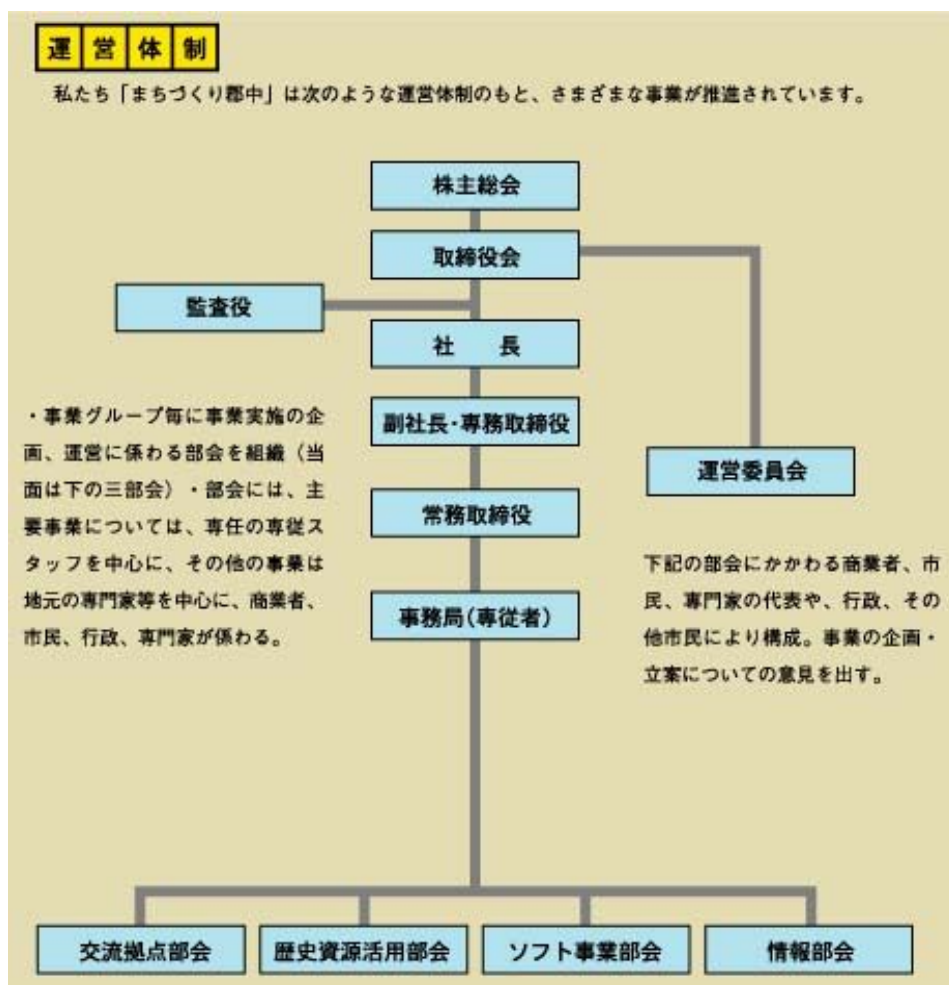 運営体制
私たち「まちづくり郡中」は次のような運営体制のもと、さまざまな事業が推進されています。
株主総会
取締役会
監査役
社　　長
副社長・専務取締役
・事業グループ毎に事業実施の企
画、運営に係わる部会を組織（当
面は下の三部会）・部会には、主
要事業については、専任の専従ス
タッフを中心に、その他の事業は
地元の専門家等を中心に、商業者、
市民、行政、専門家が係わる。
運営委員会
常務取締役
下記の部会にかかわる商業者、市
民、専門家の代表や、行政、その
他市民により構成。事業の企画・
立案についての意見を出す。
事務局（専従者）
交流拠点部会
歴史資源活用部会
ソフト事業部会
情報部会